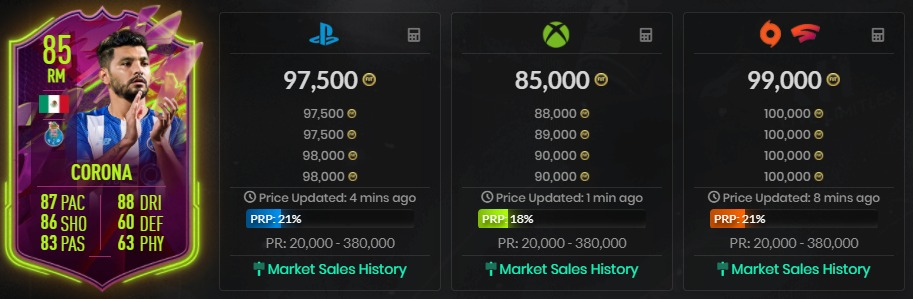 85
RM
CORONA
87 PAC 88 DRI
86 SHO 60 DEF
83 PAS 63 PHY
97,500
97,500
97,500
98,000
98,000
Price Updated: 4 mins ago
PRP: 21%
PR: 20,000 - 380,000
Market Sales History
85,000
88,000
89,000
90,000
90,000
Price Updated: 1 min ago
PRP: 18%
PR: 20,000 - 380,000
Market Sales History
99,000
100,000
100,000
100,000
100,000
Price Updated: 8 mins ago
PRP: 21%
PR: 20,000 - 380,000
Market Sales History